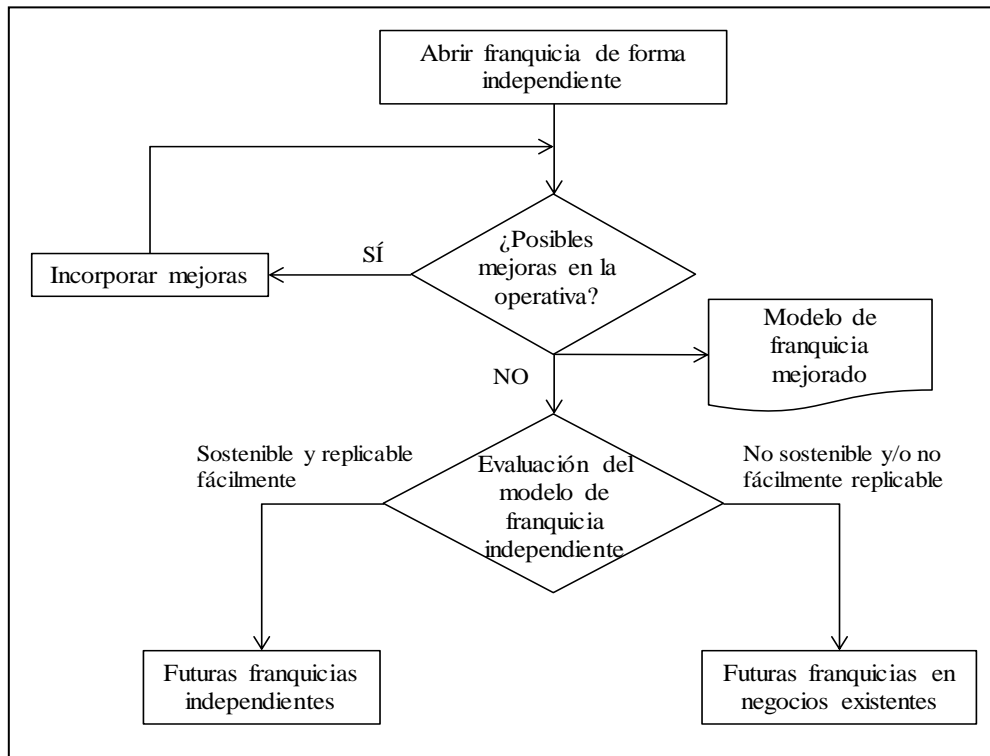 Abrir franquicia de forma
independiente
¿Posibles
mejoras en la
operativa?
SÍ
Incorporar mejoras
Modelo de
franquicia
mejorado
NO
Sostenible y replicable
fácilmente
Evaluación del
modelo de
franquicia
independiente
No sostenible y/o no
fácilmente replicable
Futuras franquicias
independientes
Futuras franquicias en
negocios existentes